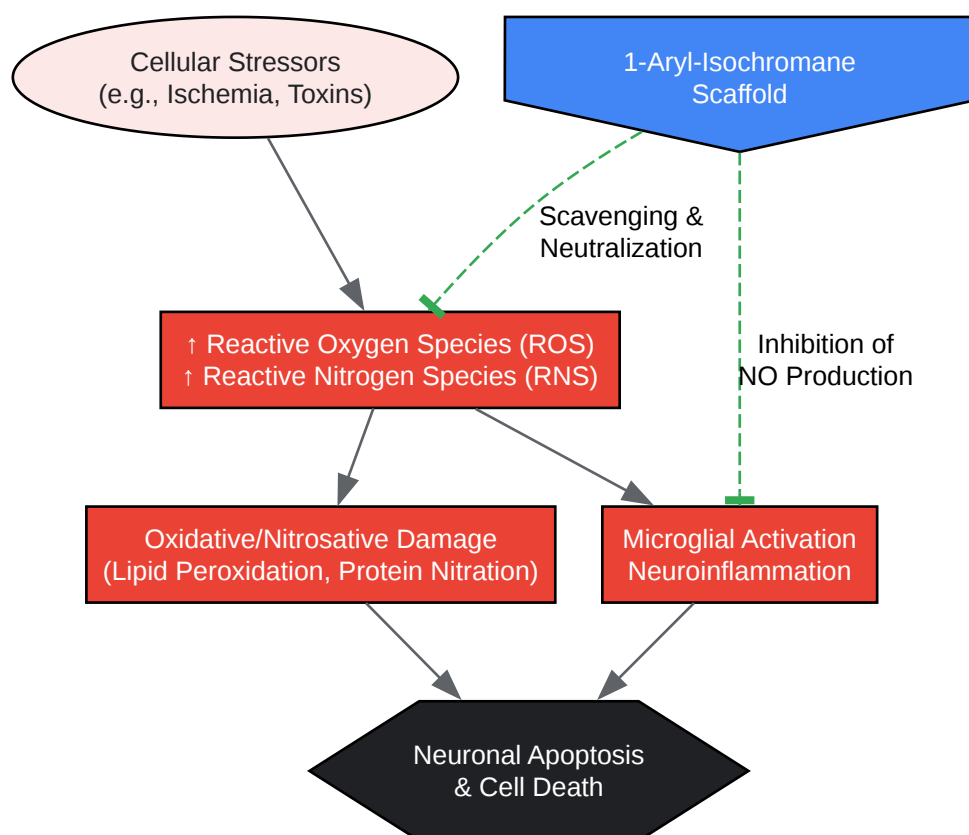 Cellular Stressors
(e.g., Ischemia, Toxins)
1-Aryl-Isochromane
Scaffold
Scavenging &
Neutralization
↑ Reactive Oxygen Species (ROS)
↑ Reactive Nitrogen Species (RNS)
Inhibition of
NO Production
Oxidative/Nitrosative Damage
(Lipid Peroxidation, Protein Nitration)
Microglial Activation
Neuroinflammation
Neuronal Apoptosis
& Cell Death